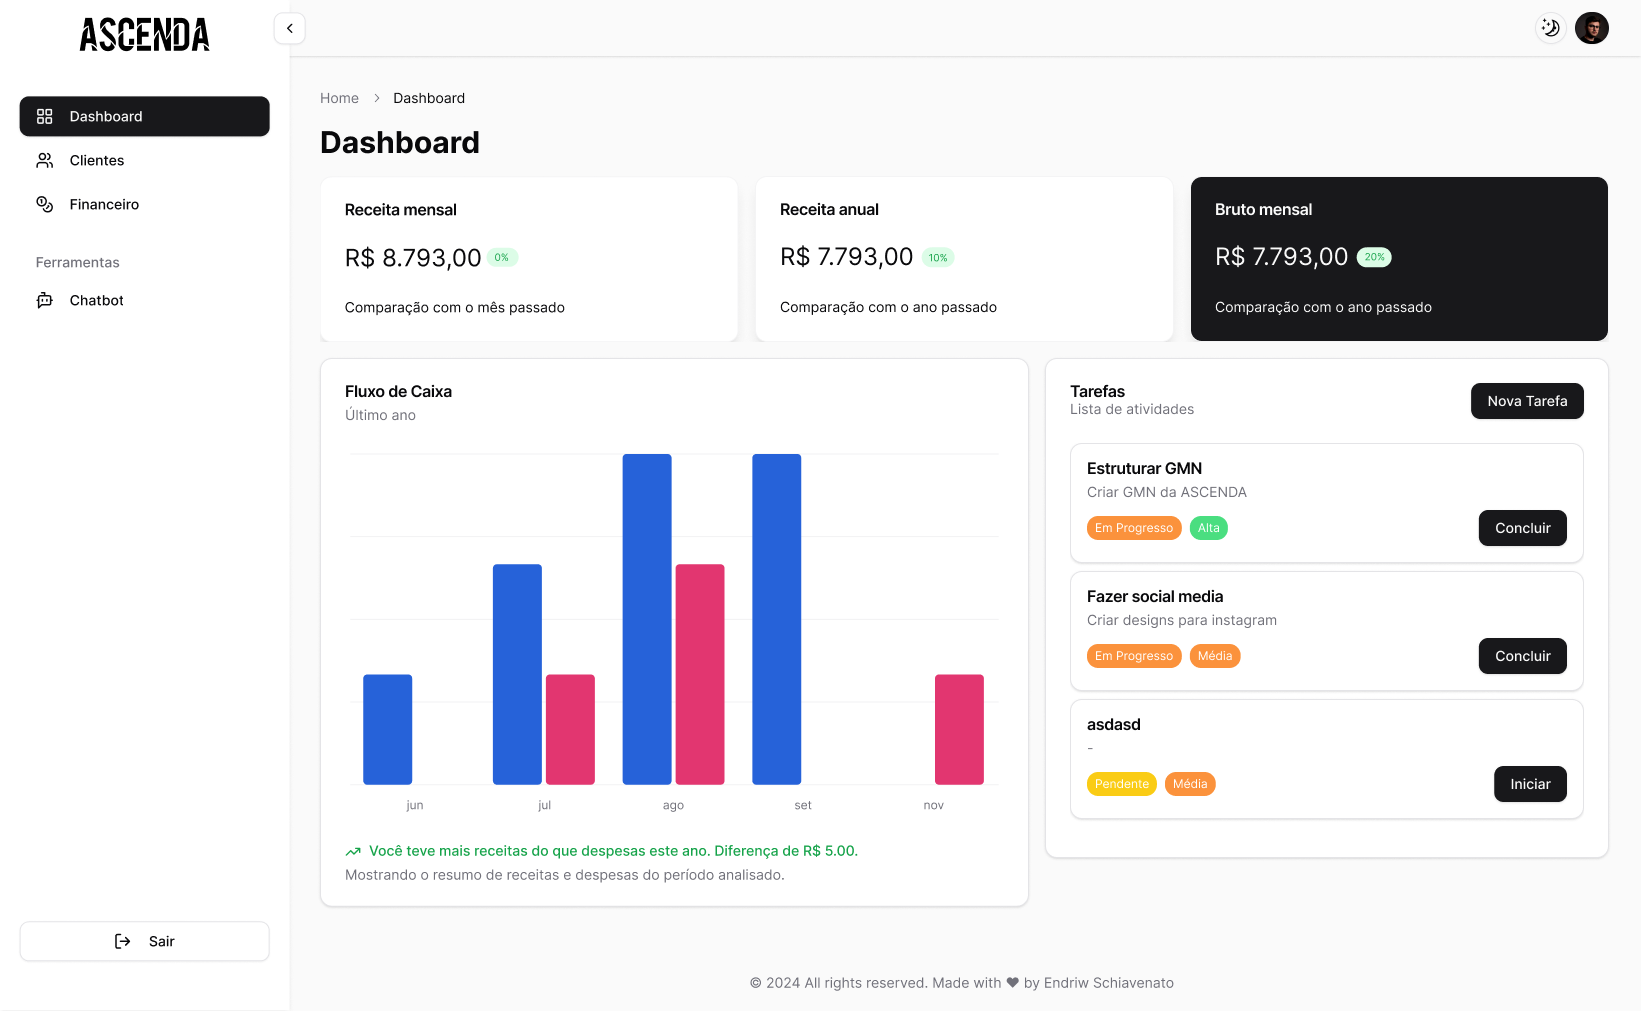 ASCENDA
Dashboard
Clientes
Financeiro
Ferramentas
Chatbot
Sair
Home > Dashboard
Dashboard
Receita mensal
R$ 8.793,00 0%
Comparação com o mês passado
Receita anual
R$ 7.793,00 10%
Comparação com o ano passado
Bruto mensal
R$ 7.793,00 20%
Comparação com o ano passado
Fluxo de Caixa
Último ano
jun jul ago set nov
Você teve mais receitas do que despesas este ano. Diferença de R$ 5.00.
Mostrando o resumo de receitas e despesas do período analisado.
Tarefas
Lista de atividades
Nova Tarefa
Estruturar GMN
Criar GMN da ASCENDA
Em Progresso Alta
Concluir
Fazer social media
Criar designs para instagram
Em Progresso Média
Concluir
asdasd
-
Pendente Média
Iniciar
© 2024 All rights reserved. Made with ❤ by Endriw Schiavenato